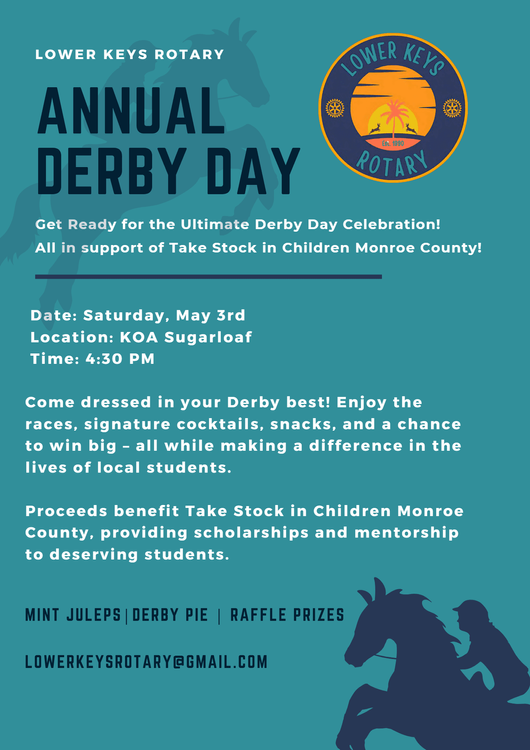 LOWER KEYS ROTARY
ANNUAL
DERBY DAY
LOWER KEYS
ROTARY
Get Ready for the Ultimate Derby Day Celebration!
All in support of Take Stock in Children Monroe County!
Date: Saturday, May 3rd
Location: KOA Sugarloaf
Time: 4:30 PM
Come dressed in your Derby best! Enjoy the
races, signature cocktails, snacks, and a chance
to win big – all while making a difference in the
lives of local students.
Proceeds benefit Take Stock in Children Monroe
County, providing scholarships and mentorship
to deserving students.
MINT JULEPS|DERBY PIE | RAFFLE PRIZES
LOWERKEYSROTARY@GMAIL.COM